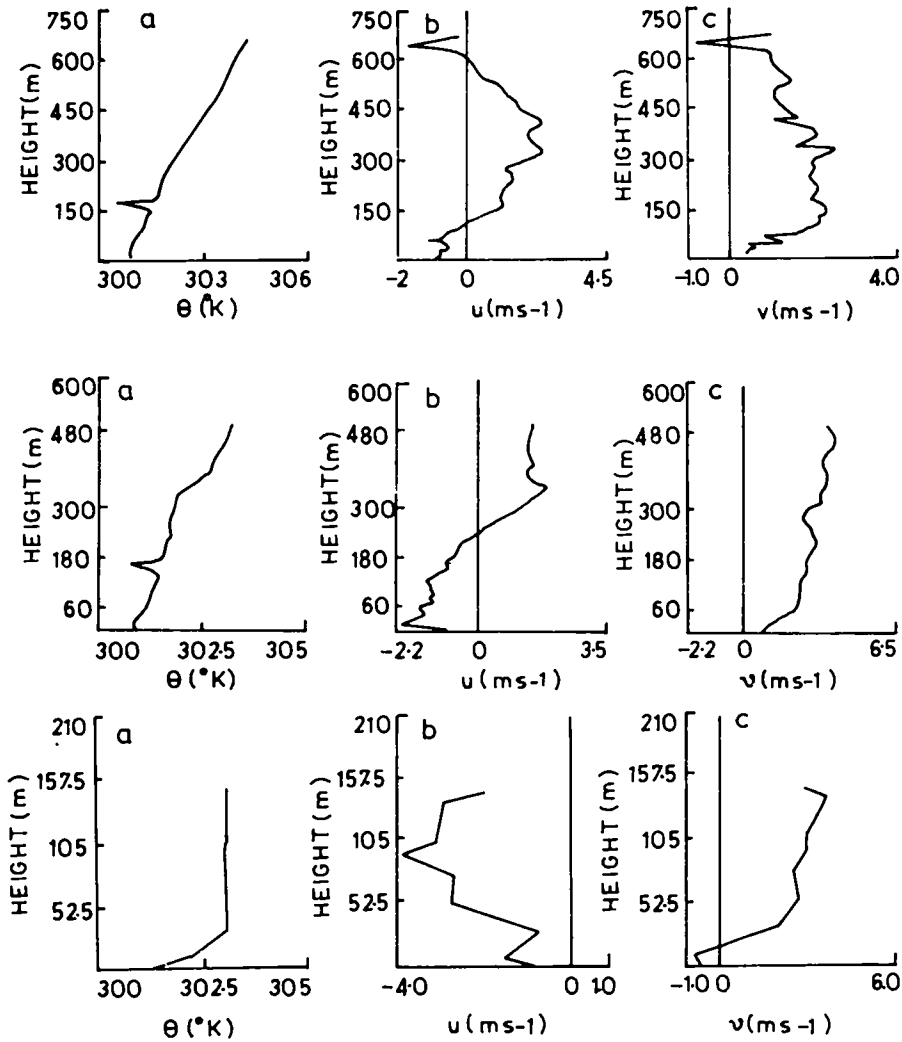 a
750
600
450
300
150
HEIGHT(m)
300 303 306
θ (°K)
b
750
600
450
300
150
HEIGHT(m)
-2 0 4.5
u(ms-1)
c
750
600
450
300
150
HEIGHT(m)
-1.0 0 4.0
v(ms-1)
a
600
480
300
180
60
HEIGHT(m)
300 302.5 305
θ (°K)
b
600
480
300
180
60
HEIGHT(m)
-2.2 0 3.5
u(ms-1)
c
600
480
300
180
60
HEIGHT(m)
-2.2 0 6.5
v(ms-1)
a
210
157.5
105
52.5
HEIGHT (m)
300 302.5 305
θ (°K)
b
210
157.5
105
52.5
HEIGHT (m)
-4.0 0 1.0
u(ms-1)
c
210
157.5
105
52.5
HEIGHT (m)
-1.0 0 6.0
v(ms-1)